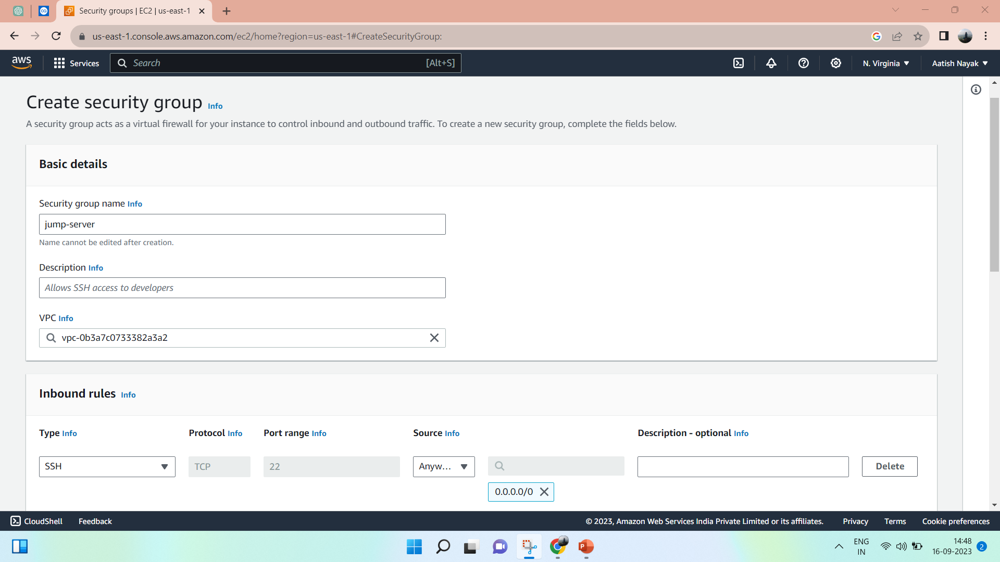 Security groups | EC2 | us-east-1
us-east-1.console.aws.amazon.com/ec2/home?region=us-east-1#CreateSecurityGroup:
aws
Services
Search
[Alt+S]
N. Virginia
Aatish Nayak
Create security group Info
A security group acts as a virtual firewall for your instance to control inbound and outbound traffic. To create a new security group, complete the fields below.
Basic details
Security group name Info
jump-server
Name cannot be edited after creation.
Description Info
Allows SSH access to developers
VPC Info
vpc-0b3a7c0733382a3a2
Inbound rules Info
Type Info
Protocol Info
Port range Info
Source Info
Description - optional Info
SSH
TCP
22
Anyw...
Delete
0.0.0.0/0
CloudShell
Feedback
© 2023, Amazon Web Services India Private Limited or its affiliates.
Privacy
Terms
Cookie preferences
P
ENG
IN
14:48
16-09-2023
2